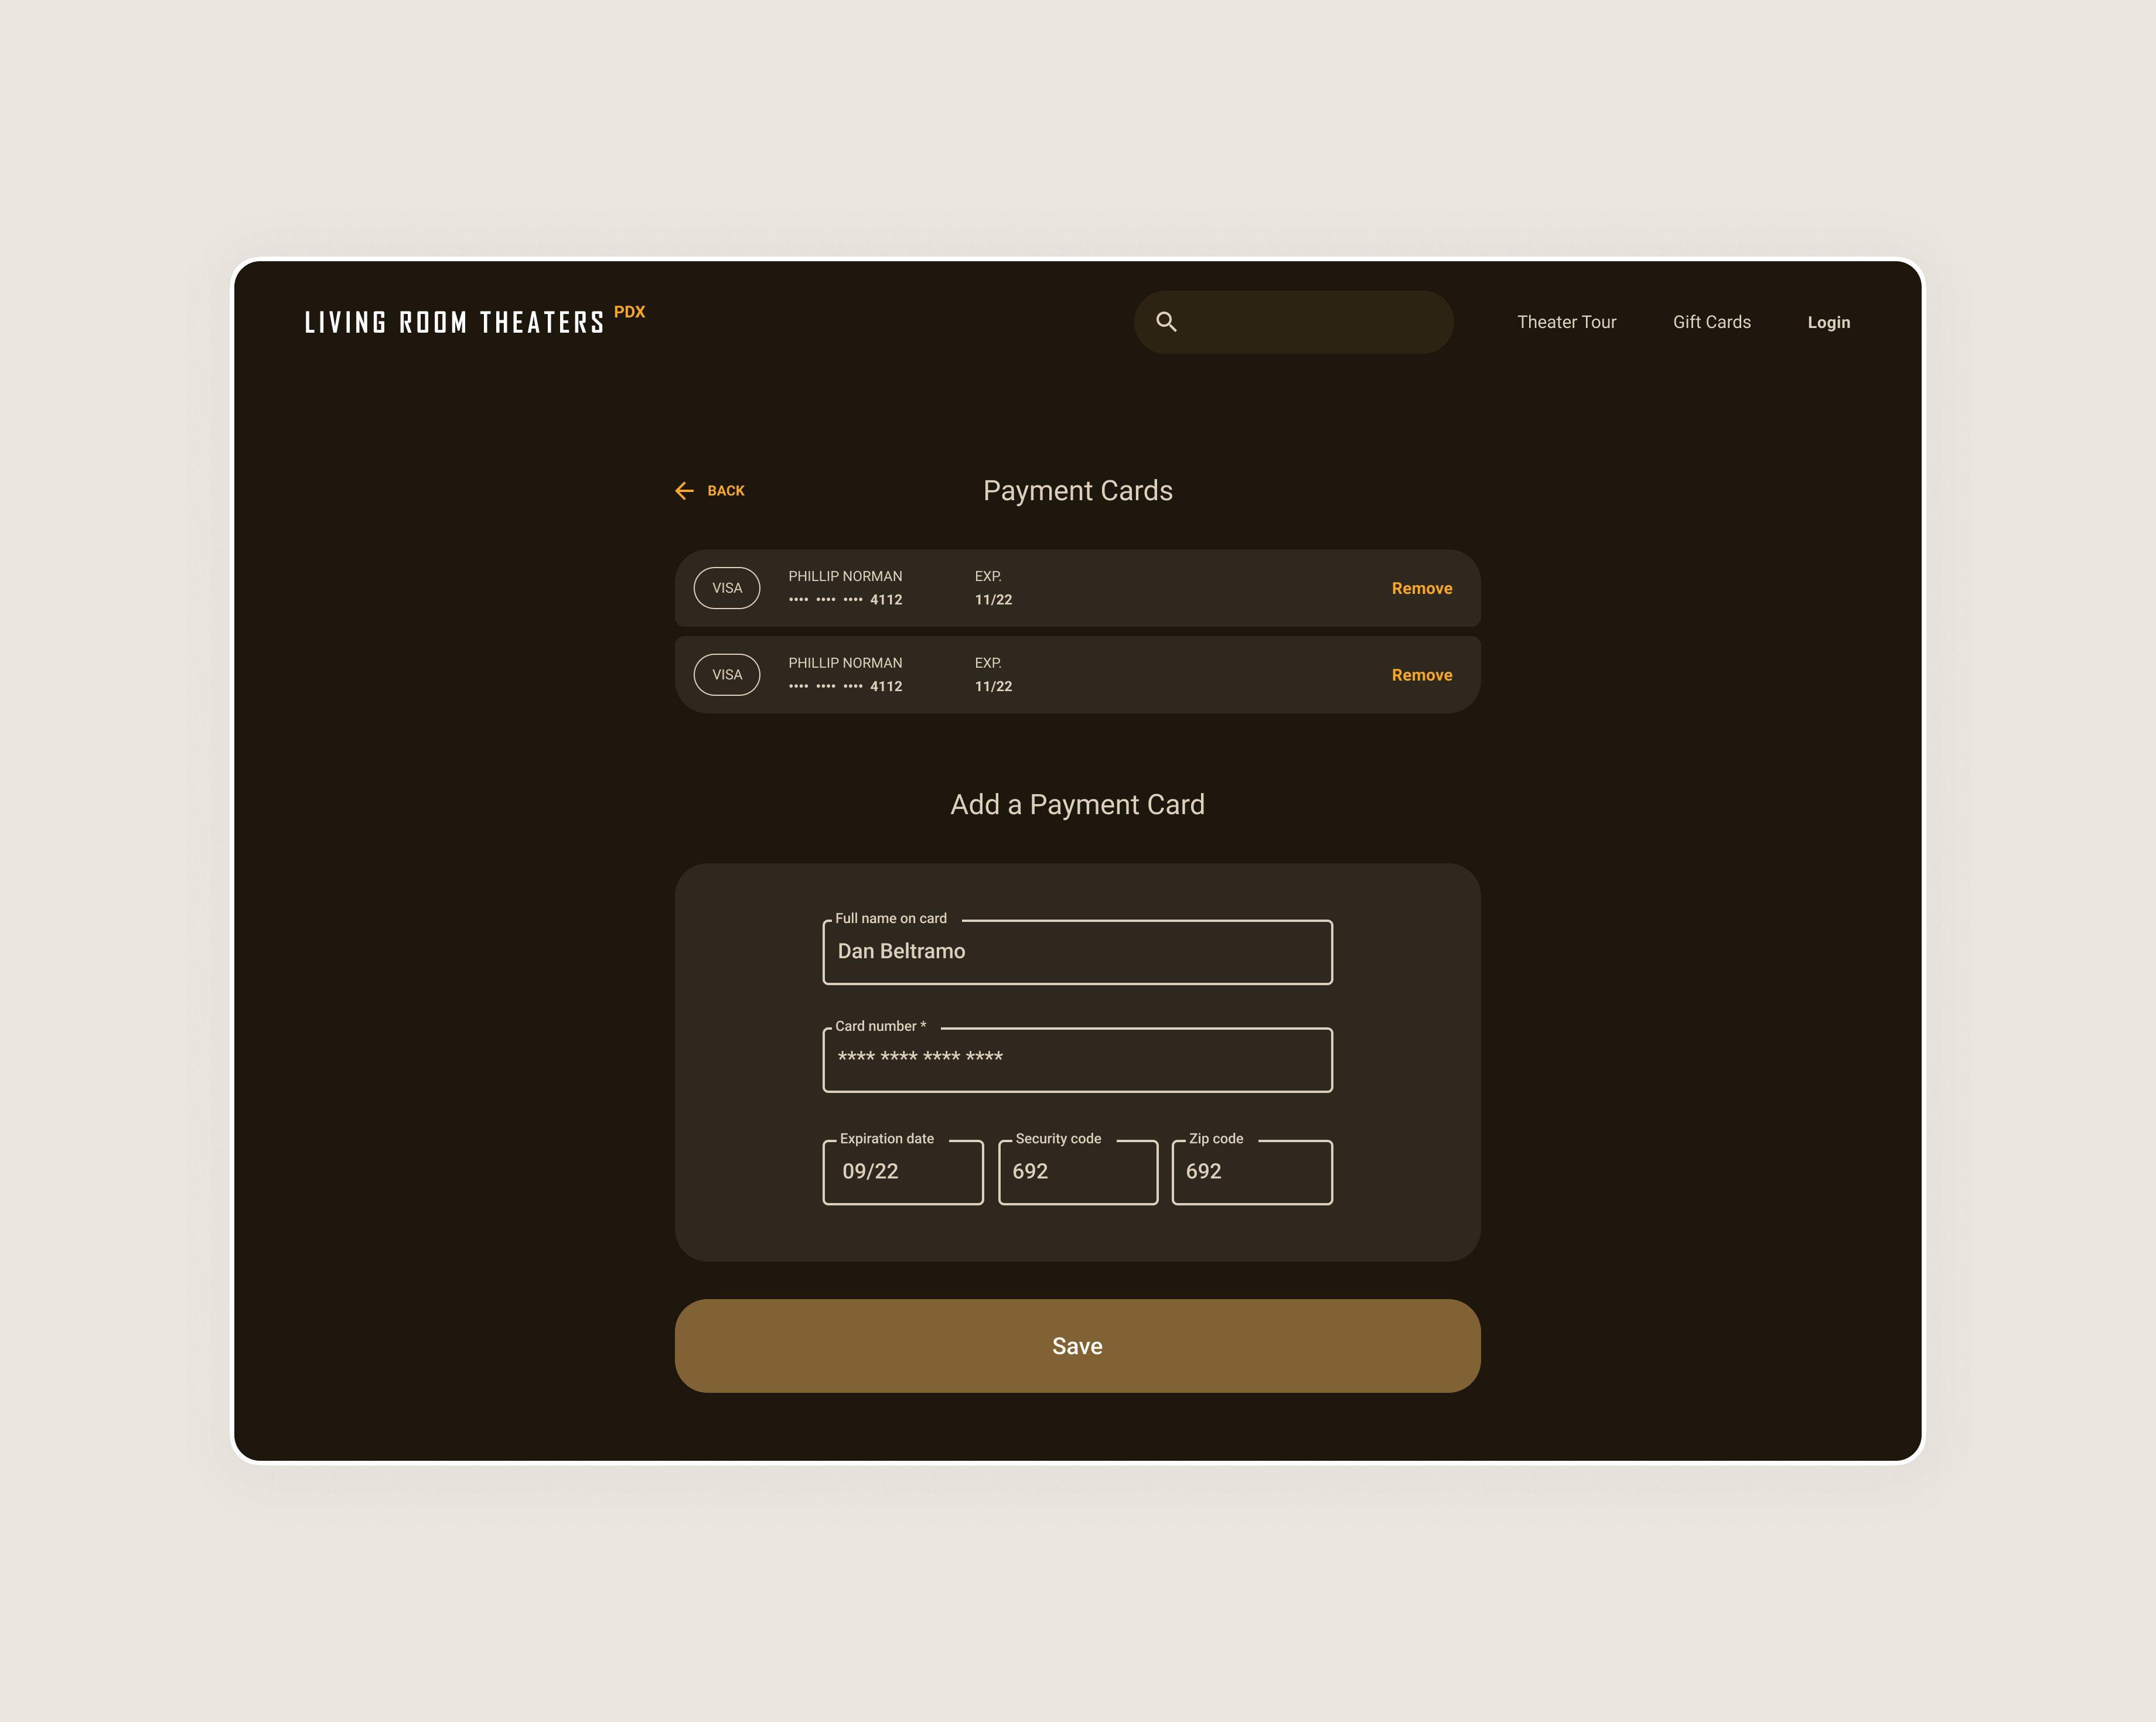 LIVING ROOM THEATERS PDX
Theater Tour
Gift Cards
Login
BACK
Payment Cards
VISA
PHILLIP NORMAN
•••• •••• •••• 4112
EXP.
11/22
Remove
VISA
PHILLIP NORMAN
•••• •••• •••• 4112
EXP.
11/22
Remove
Add a Payment Card
Full name on card
Dan Beltramo
Card number *
**** **** **** ****
Expiration date
09/22
Security code
692
Zip code
692
Save